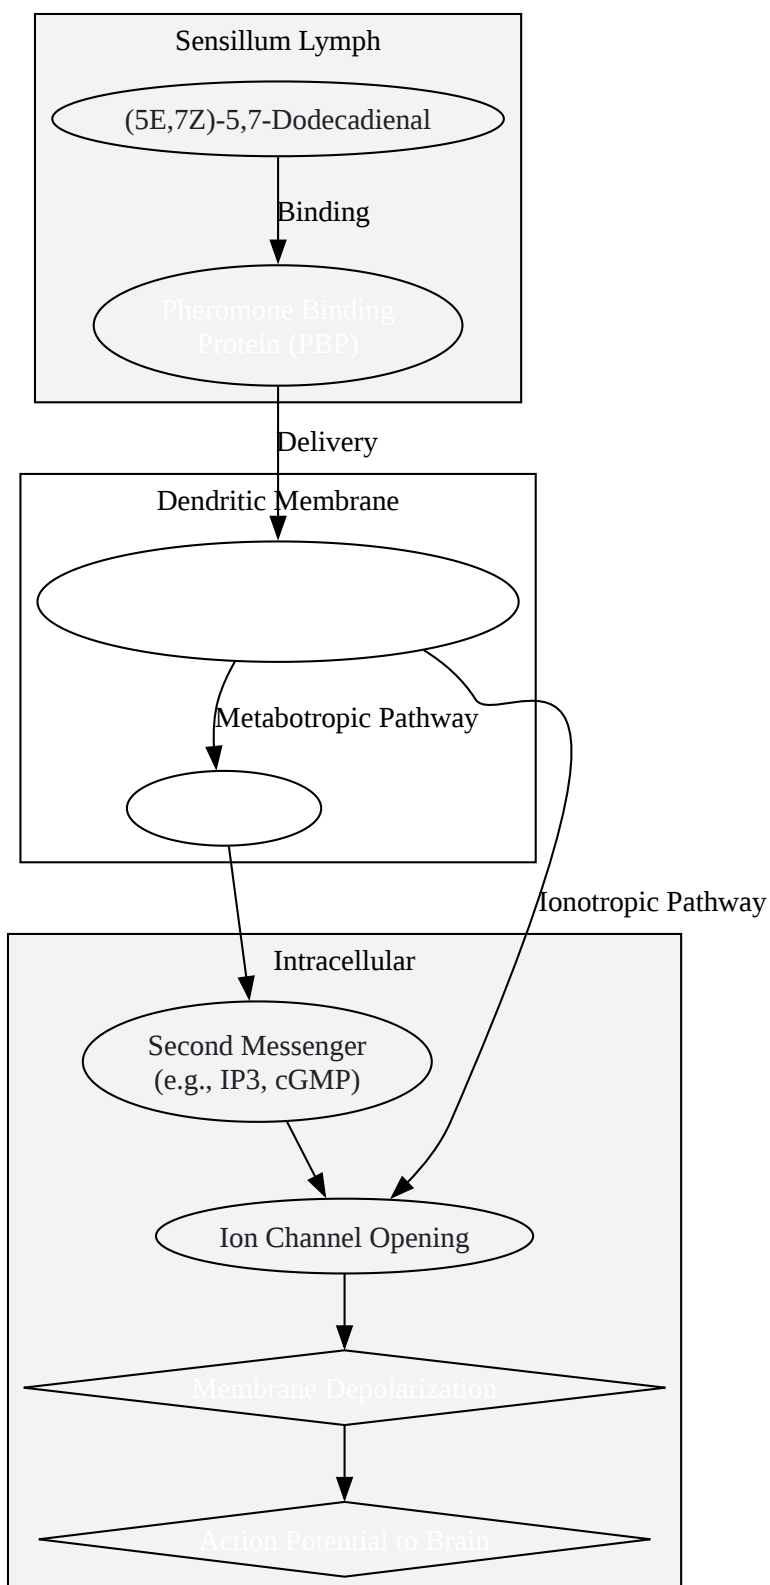 Sensillum Lymph
(5E,7Z)-5,7-Dodecadienal
Binding
Pheromone Binding
Protein (PBP)
Delivery
Dendritic Membrane
Metabotropic Pathway
Ionotropic Pathway
Intracellular
Second Messenger
(e.g., IP3, cGMP)
Ion Channel Opening
Membrane Depolarization
Action Potential to Brain